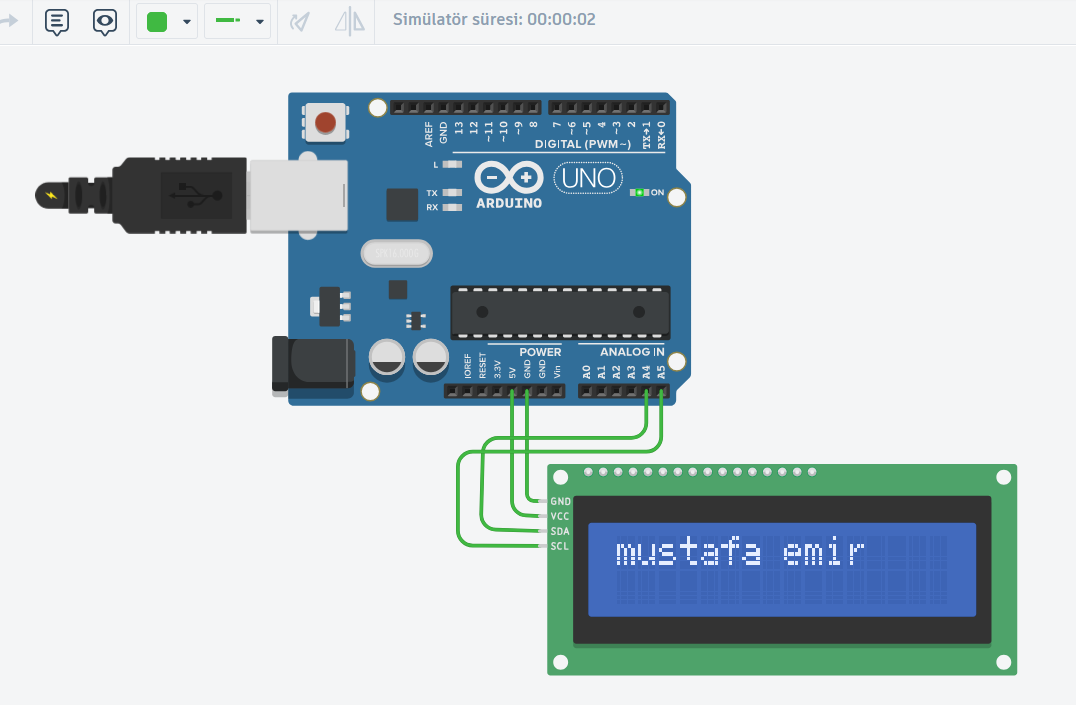 Simülatör süresi: 00:00:02
AREF GND 13 12 ~11 ~10 ~9 8 7 ~6 ~5 4 ~3 2 TX→1 RX←0
DIGITAL (PWM~)
L
TX
RX
ARDUINO
UNO
ON
POWER
ANALOG IN
IOREF RESET 3.3V 5V GND GND Vin A0 A1 A2 A3 A4 A5
GND
VCC
SDA
SCL
mustafa emir